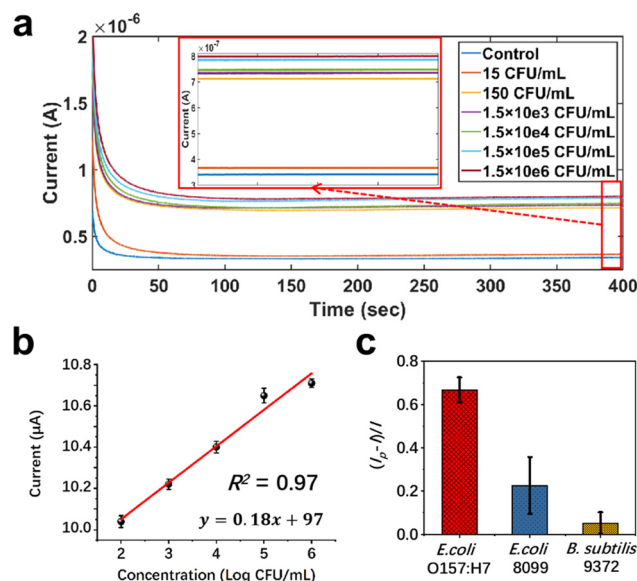 a
×10⁻⁶
2
1.5
1
0.5
Current (A)
0
50
100
150
200
250
300
350
400
Time (sec)
×10⁻⁷
8
7
6
5
4
3
Current (A)
Control
15 CFU/mL
150 CFU/mL
1.5×10e3 CFU/mL
1.5×10e4 CFU/mL
1.5×10e5 CFU/mL
1.5×10e6 CFU/mL
b
10.8
10.6
10.4
10.2
10.0
Current (μA)
R² = 0.97
y = 0.18x + 97
2
3
4
5
6
Concentration (Log CFU/mL)
c
0.8
0.6
0.4
0.2
0.0
(Iₚ-I)/I
E.coli
O157:H7
E.coli
8099
B. subtilis
9372